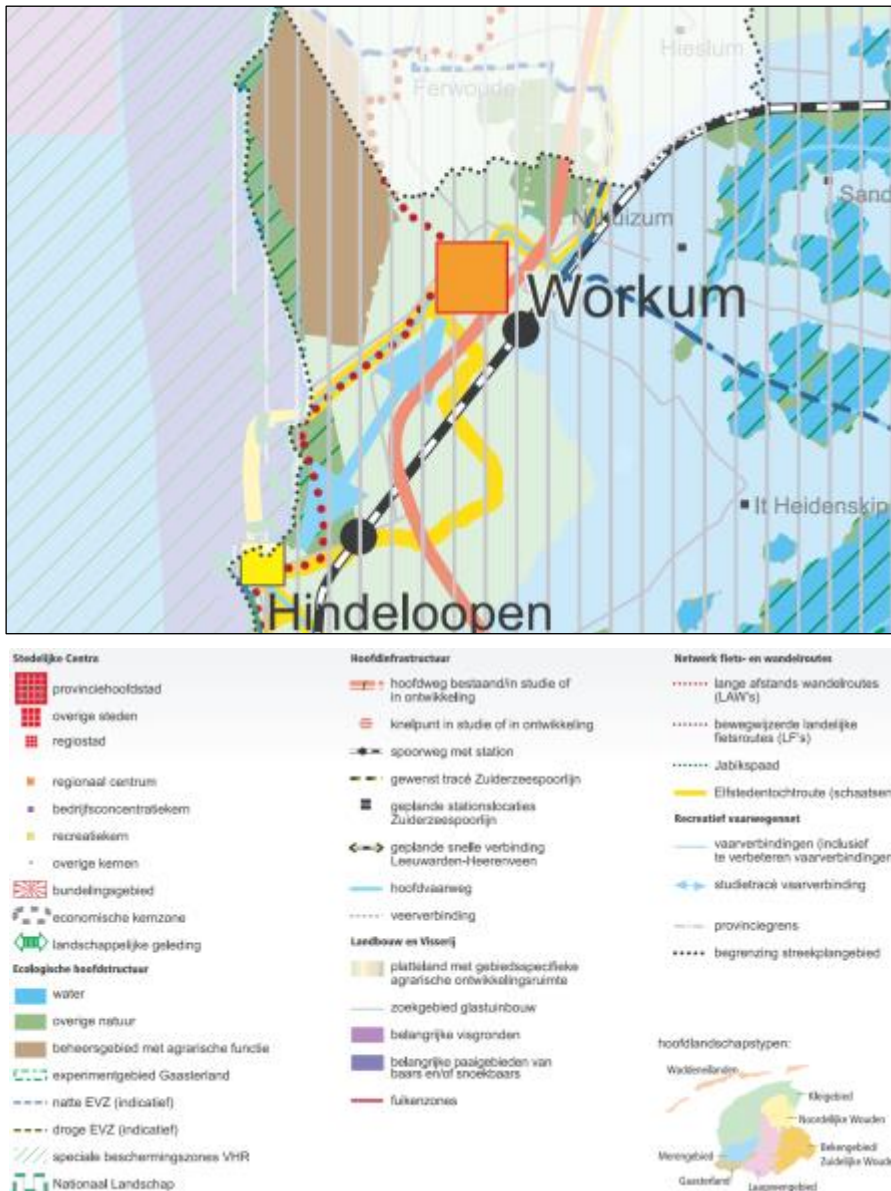 Hieslum
Ferwoude
Sand
Nijhuizum
Workum
It Heidenskip
Hindeloopen
Stedelijke Centra
provinciehoofdstad
overige steden
regiostad
regionaal centrum
bedrijfsconcentratiekern
recreatiekern
overige kernen
bundelingsgebied
economische kernzone
landschappelijke geleding
Ecologische hoofdstructuur
water
overige natuur
beheersgebied met agrarische functie
experimentgebied Gaasterland
natte EVZ (indicatief)
droge EVZ (indicatief)
speciale beschermingszones VHR
Nationaal Landschap
Hoofdinfrastructuur
hoofdweg bestaand/in studie of
in ontwikkeling
knelpunt in studie of in ontwikkeling
spoorweg met station
gewenst tracé Zuiderzeespoorlijn
geplande stationslocaties
Zuiderzeespoorlijn
geplande snelle verbinding
Leeuwarden-Heerenveen
hoofdvaarweg
veerverbinding
Landbouw en Visserij
platteland met gebiedsspecifieke
agrarische ontwikkelingsruimte
zoekgebied glastuinbouw
belangrijke visgronden
belangrijke paaigebieden van
baars en/of snoekbaars
fuikenzones
Netwerk fiets- en wandelroutes
lange afstands wandelroutes
(LAW's)
bewegwijzerde landelijke
fietsroutes (LF's)
Jabikspaad
Elfstedentochtroute (schaatsen
Recreatief vaarwegennet
vaarverbindingen (inclusief
te verbeteren vaarverbindingen
studietracé vaarverbinding
provinciegrens
begrenzing streekplangebied
hoofdlandschapstypen:
Waddeneilanden
Kleigebied
Noordelijke Wouden
Merengebied
Bekengebied/
Zuidelijke Woude
Gaasterland
Laagveengebied